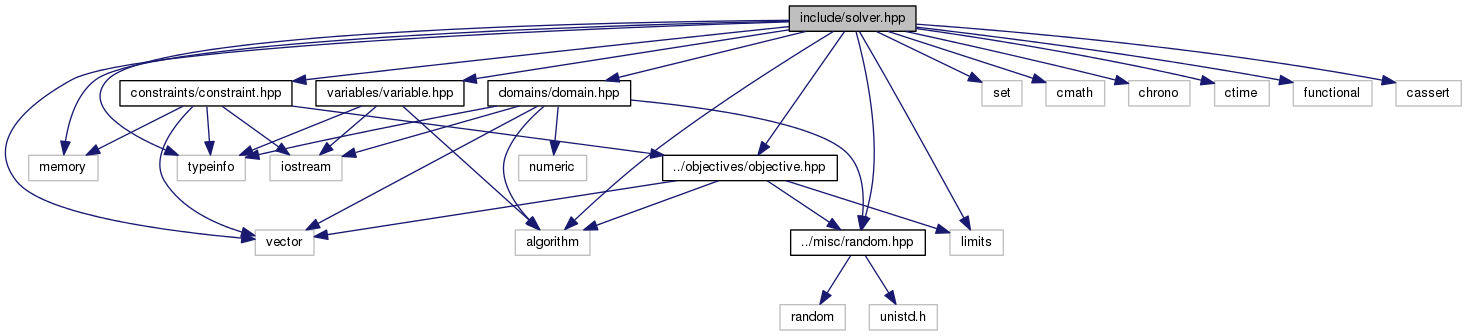 include/solver.hpp
constraints/constraint.hpp
variables/variable.hpp
domains/domain.hpp
set
cmath
chrono
ctime
functional
cassert
memory
typeinfo
iostream
numeric
../objectives/objective.hpp
vector
algorithm
../misc/random.hpp
limits
random
unistd.h